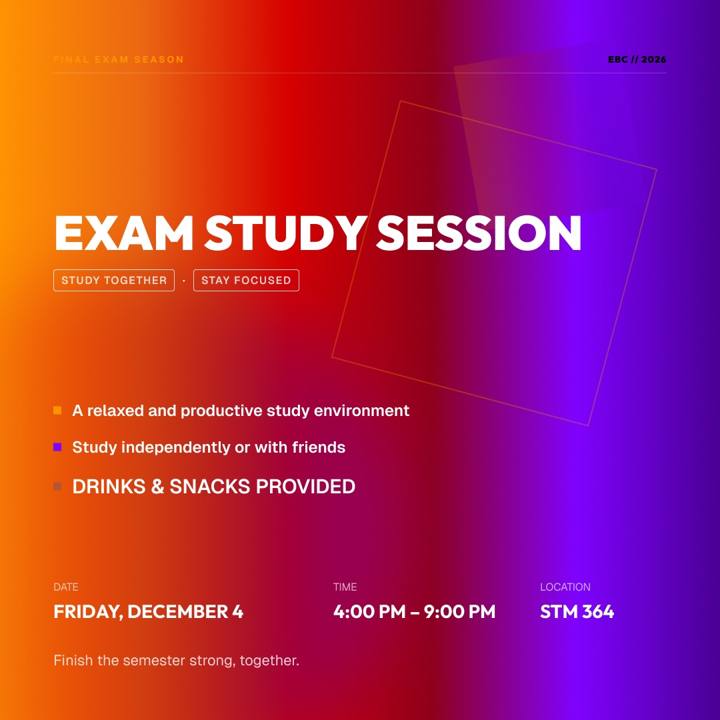 FINAL EXAM SEASON
EBC // 2026
EXAM STUDY SESSION
STUDY TOGETHER · STAY FOCUSED
A relaxed and productive study environment
Study independently or with friends
DRINKS & SNACKS PROVIDED
DATE
FRIDAY, DECEMBER 4
TIME
4:00 PM – 9:00 PM
LOCATION
STM 364
Finish the semester strong, together.